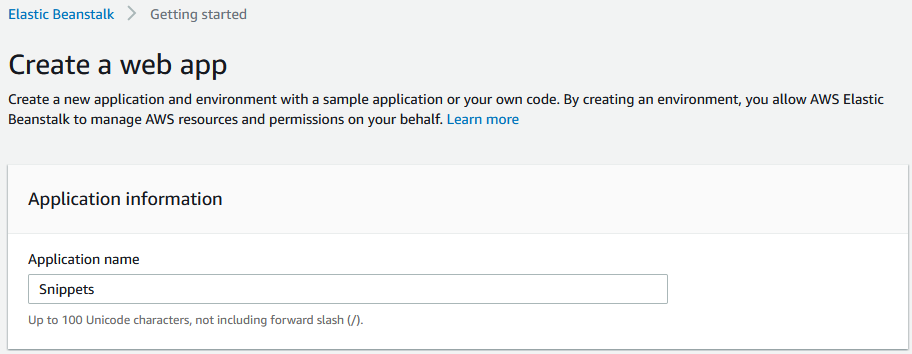 Elastic Beanstalk > Getting started
Create a web app
Create a new application and environment with a sample application or your own code. By creating an environment, you allow AWS Elastic
Beanstalk to manage AWS resources and permissions on your behalf. Learn more
Application information
Application name
Snippets
Up to 100 Unicode characters, not including forward slash (/).